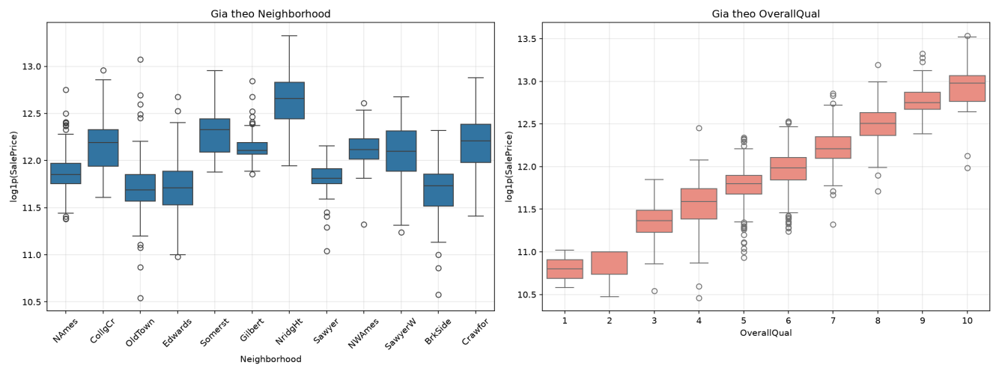 Gia theo Neighborhood
log1p(SalePrice)
13.0
12.5
12.0
11.5
11.0
10.5
NAmes
CollgCr
OldTown
Edwards
Somerst
Gilbert
NridgHt
Sawyer
NWAmes
SawyerW
BrkSide
Crawfor
Neighborhood
Gia theo OverallQual
log1p(SalePrice)
13.5
13.0
12.5
12.0
11.5
11.0
10.5
1 2 3 4 5 6 7 8 9 10
OverallQual